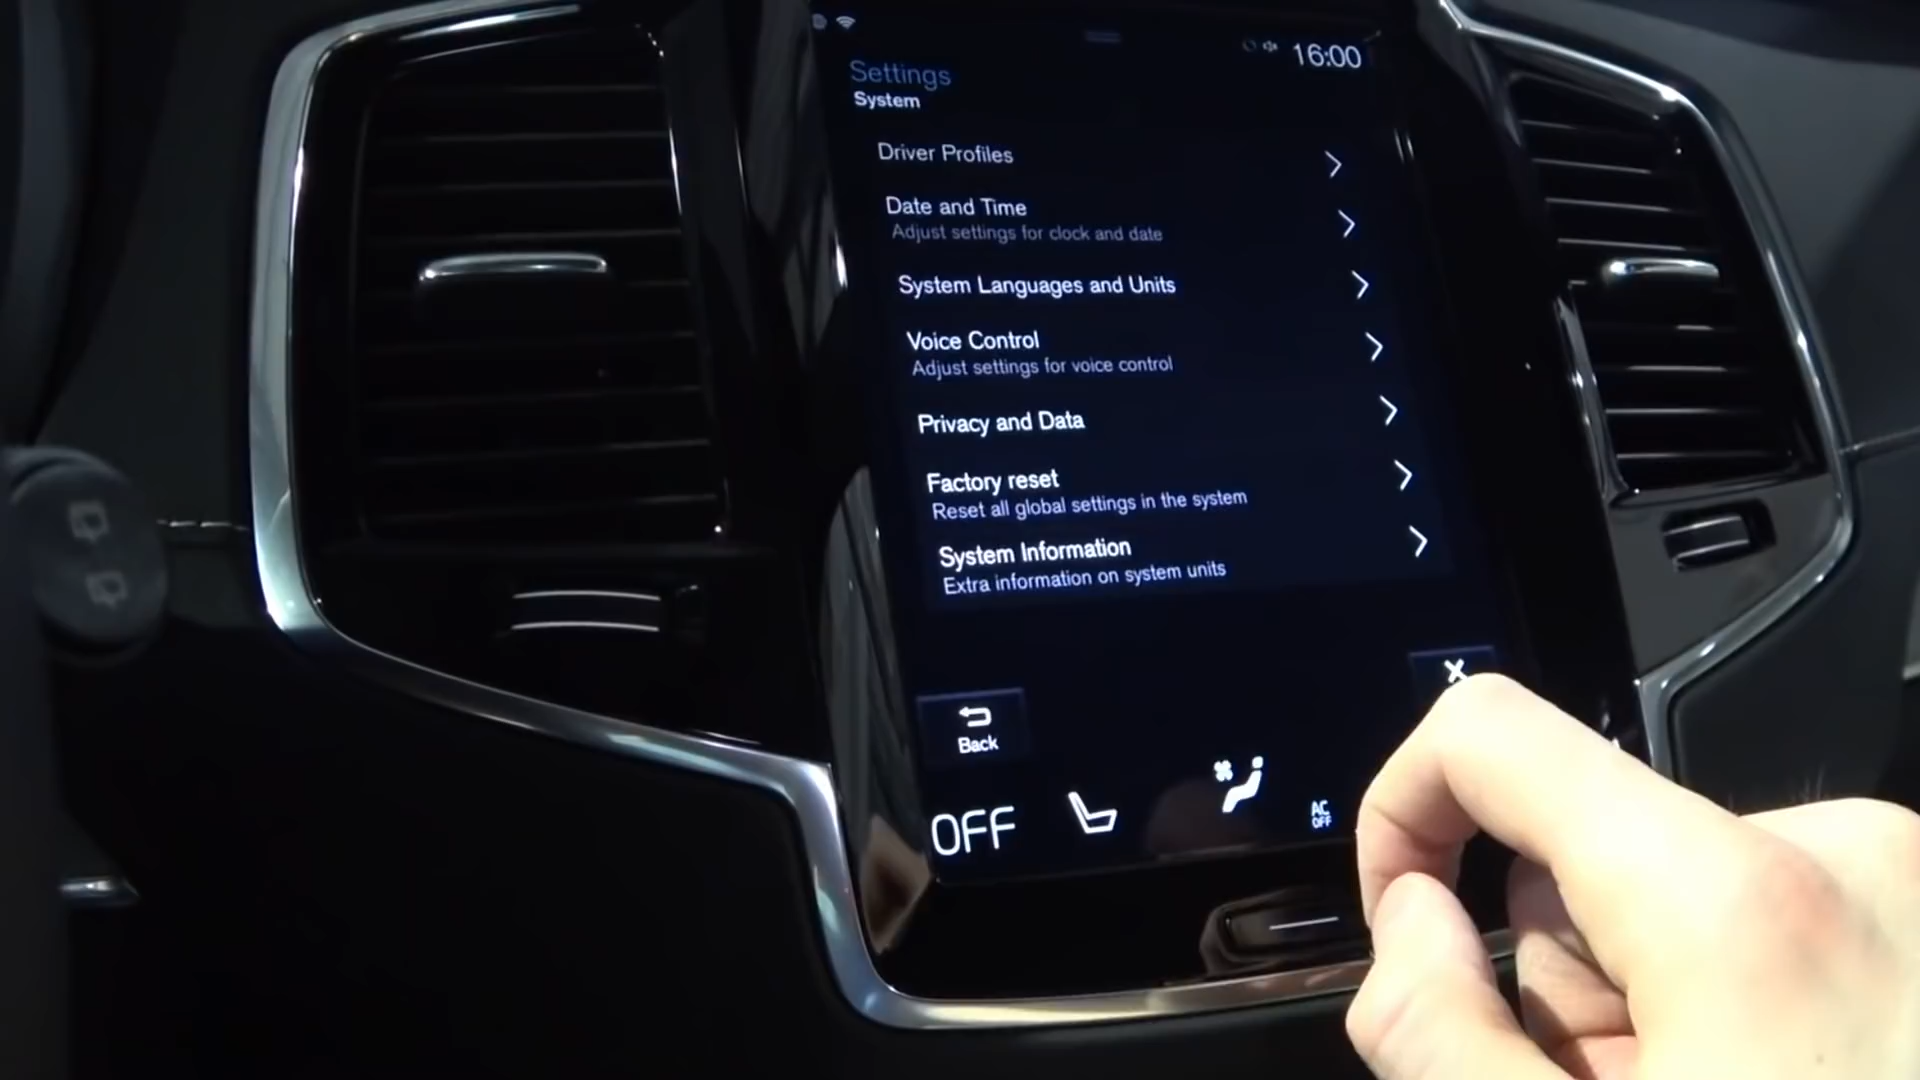 16:00
Settings
System
Driver Profiles
Date and Time
Adjust settings for clock and date
System Languages and Units
Voice Control
Adjust settings for voice control
Privacy and Data
Factory reset
Reset all global settings in the system
System Information
Extra information on system units
Back
OFF
AC
OFF